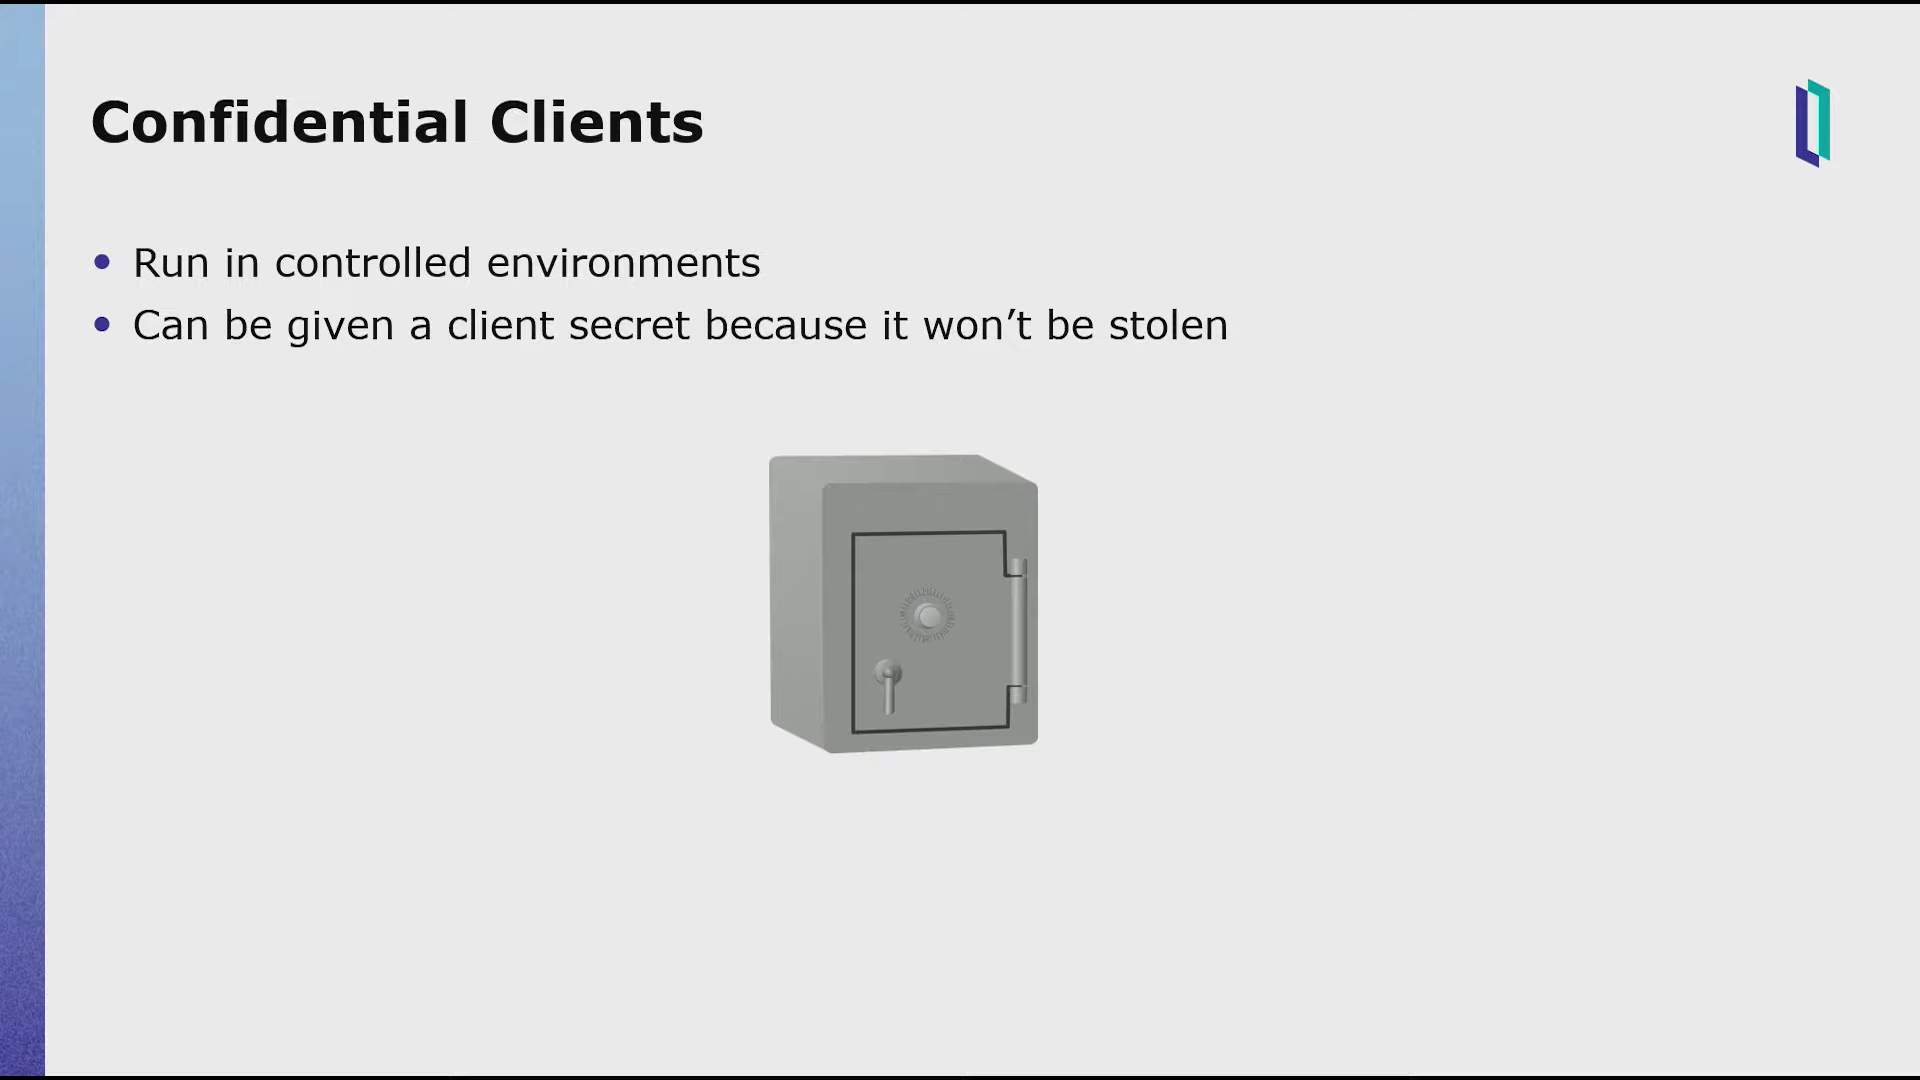 Confidential Clients
• Run in controlled environments
• Can be given a client secret because it won’t be stolen